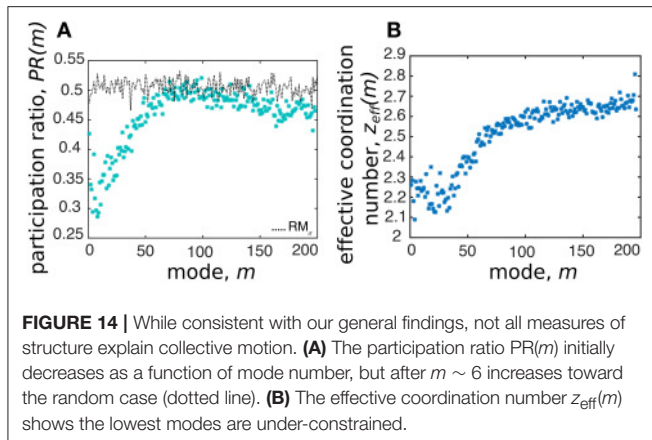 A
B
participation ratio, PR(m)
0.55
0.5
0.45
0.4
0.35
0.3
0.25
0
50
100
150
200
mode, m
RM
effective coordination
number, z_eff(m)
2.9
2.8
2.7
2.6
2.5
2.4
2.3
2.2
2.1
2
0
50
100
150
200
mode, m
FIGURE 14 | While consistent with our general findings, not all measures of
structure explain collective motion. (A) The participation ratio PR(m) initially
decreases as a function of mode number, but after m ∼ 6 increases toward
the random case (dotted line). (B) The effective coordination number z_eff(m)
shows the lowest modes are under-constrained.